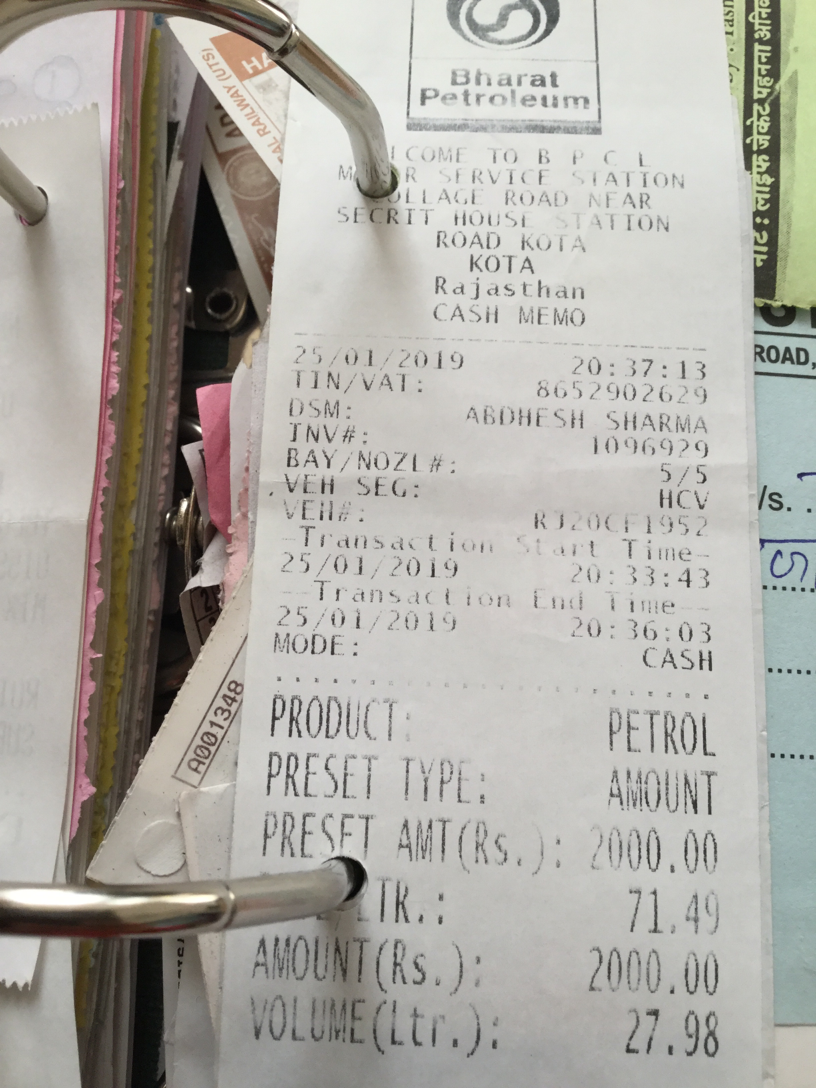 Bharat
Petroleum
COME TO B P C L
SERVICE STATION
ROAD NEAR
SECRIT HOUSE STATION
ROAD KOTA
KOTA
Rajasthan
CASH MEMO
25/01/2019 20:37:13
TIN/VAT: 8652902629
DSM: ABDHESH SHARMA
INV#: 1096929
BAY/NOZL#: 5/5
VEH SEG: HCV
VEH#: RJ20CF1952
-Transaction Start Time-
25/01/2019 20:33:43
--Transaction End Time--
25/01/2019 20:36:03
MODE: CASH
PRODUCT: PETROL
PRESET TYPE: AMOUNT
PRESET AMT(Rs.): 2000.00
LTR.: 71.49
AMOUNT(Rs.): 2000.00
VOLUME(Ltr.): 27.98
A001348
RAILWAY (UTS)
नोट : लाईफ जेकेट पहनना
ROAD,
/s.